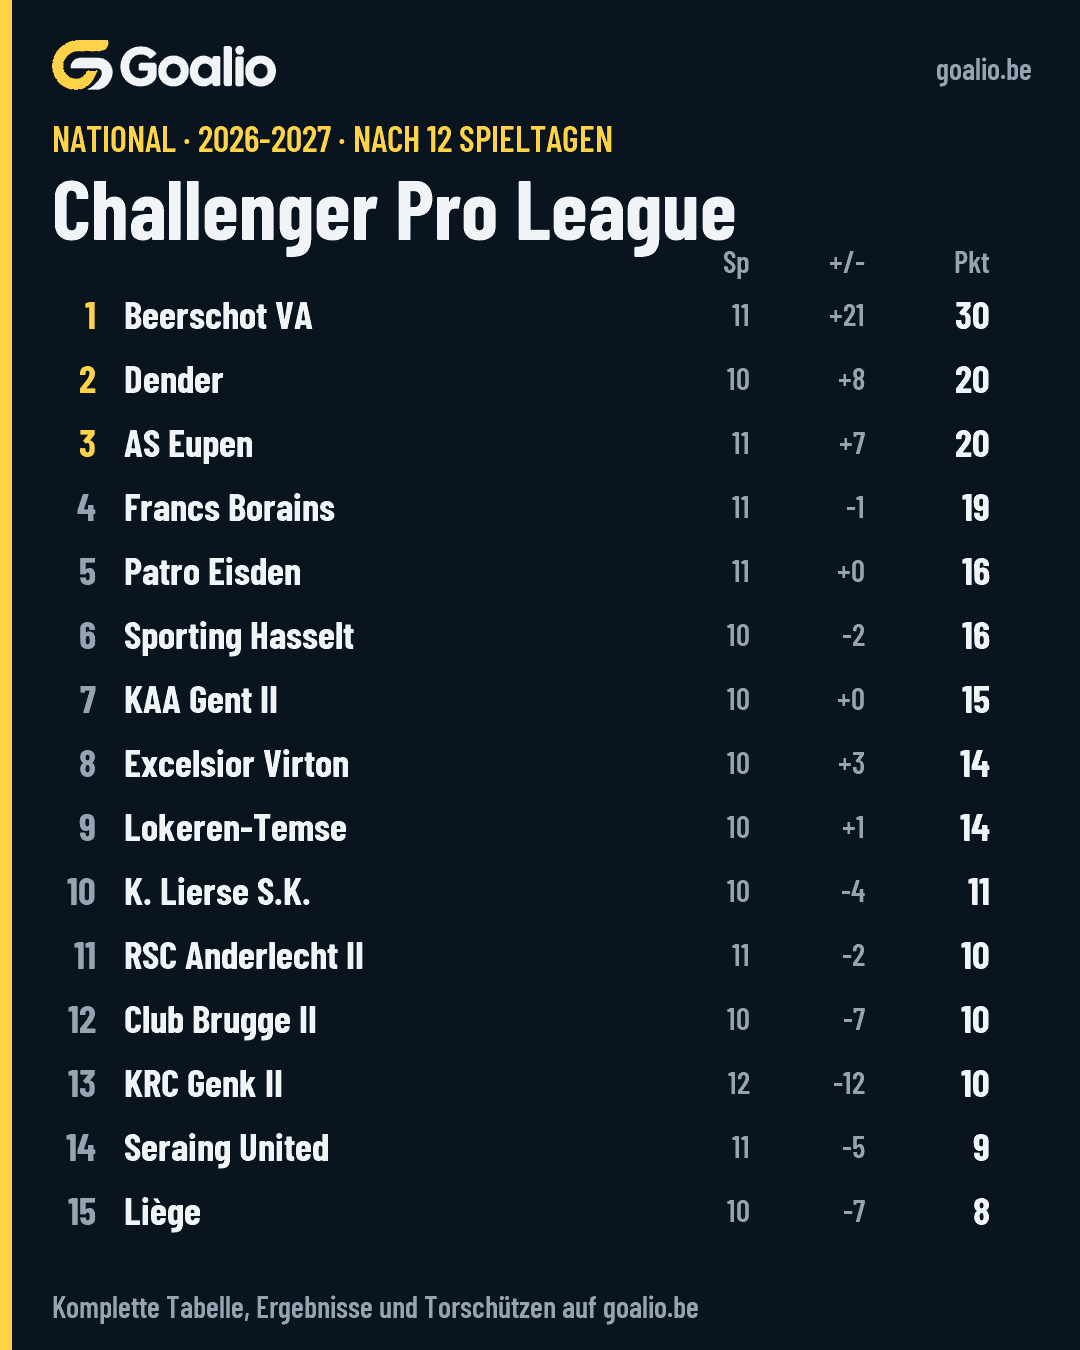 Goalio
goalio.be
NATIONAL · 2026-2027 · NACH 12 SPIELTAGEN
Challenger Pro League
Sp +/- Pkt
1 Beerschot VA 11 +21 30
2 Dender 10 +8 20
3 AS Eupen 11 +7 20
4 Francs Borains 11 -1 19
5 Patro Eisden 11 +0 16
6 Sporting Hasselt 10 -2 16
7 KAA Gent II 10 +0 15
8 Excelsior Virton 10 +3 14
9 Lokeren-Temse 10 +1 14
10 K. Lierse S.K. 10 -4 11
11 RSC Anderlecht II 11 -2 10
12 Club Brugge II 10 -7 10
13 KRC Genk II 12 -12 10
14 Seraing United 11 -5 9
15 Liège 10 -7 8
Komplette Tabelle, Ergebnisse und Torschützen auf goalio.be